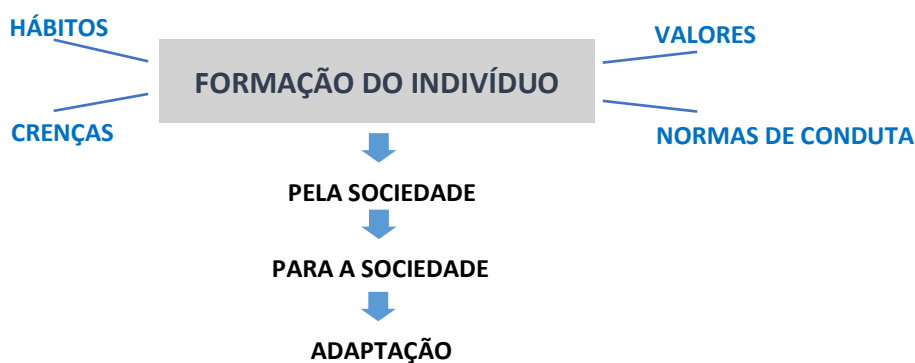 HÁBITOS
VALORES
FORMAÇÃO DO INDIVÍDUO
CRENÇAS
NORMAS DE CONDUTA
PELA SOCIEDADE
PARA A SOCIEDADE
ADAPTAÇÃO